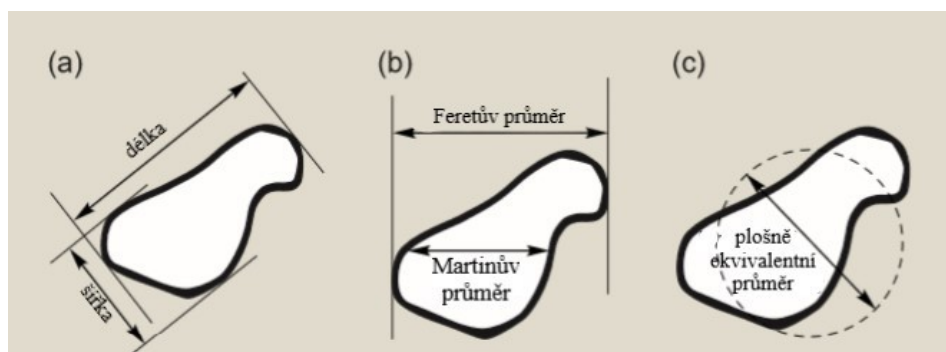 (a)
délka
šířka
(b)
Feretův průměr
Martinův
průměr
(c)
plošně
ekvivalentní
průměr